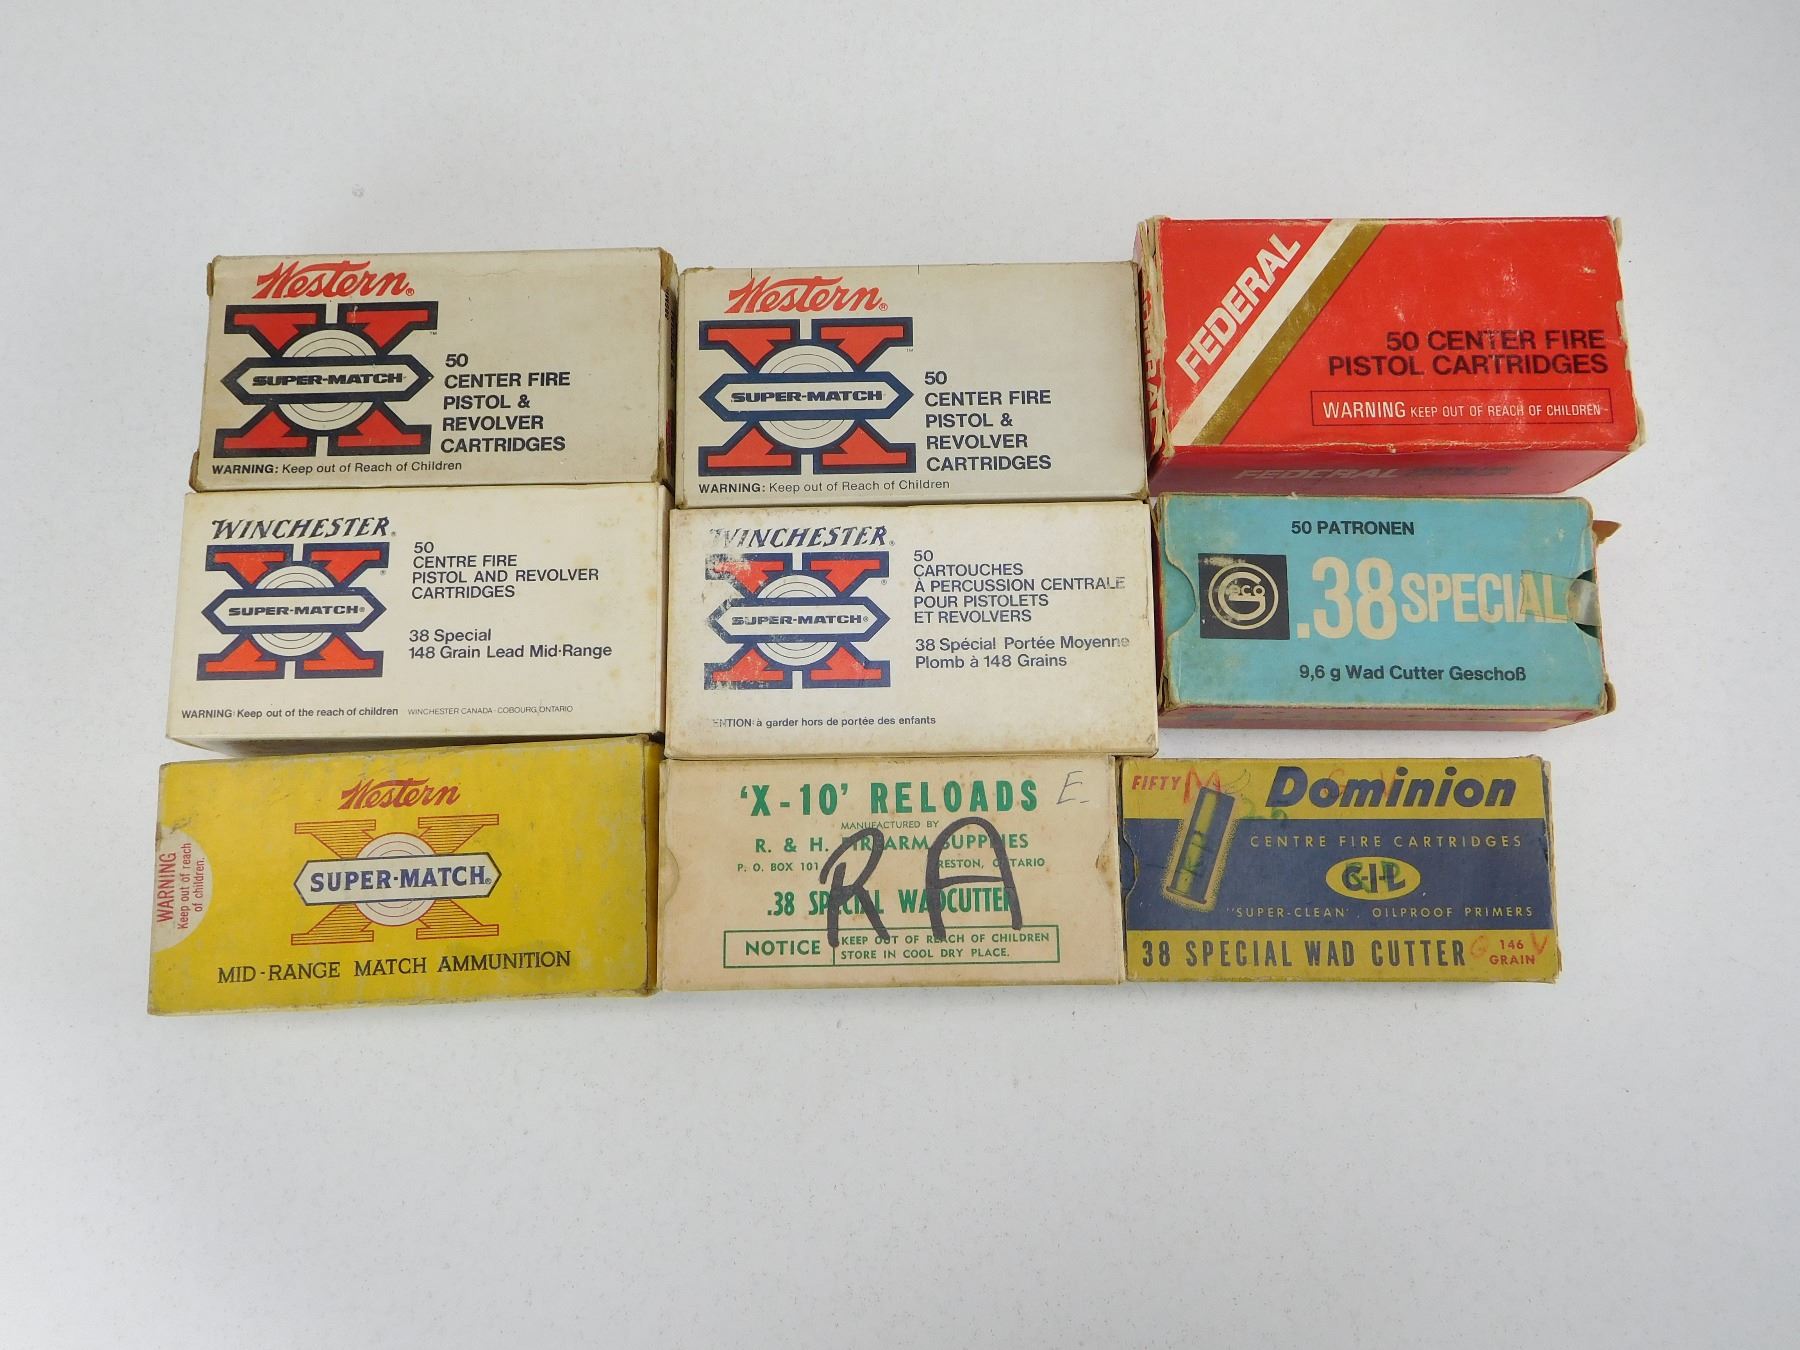 Western®
SUPER-MATCH
50
CENTER FIRE
PISTOL &
REVOLVER
CARTRIDGES
WARNING: Keep out of Reach of Children
Western®
SUPER-MATCH
50
CENTER FIRE
PISTOL &
REVOLVER
CARTRIDGES
WARNING: Keep out of Reach of Children
FEDERAL
50 CENTER FIRE
PISTOL CARTRIDGES
WARNING KEEP OUT OF REACH OF CHILDREN
FEDERAL
WINCHESTER®
SUPER-MATCH®
50
CENTRE FIRE
PISTOL AND REVOLVER
CARTRIDGES
38 Special
148 Grain Lead Mid-Range
WARNING: Keep out of the reach of children WINCHESTER CANADA - COBOURG, ONTARIO
WINCHESTER®
SUPER-MATCH®
50
CARTOUCHES
À PERCUSSION CENTRALE
POUR PISTOLETS
ET REVOLVERS
38 Spécial Portée Moyenne
Plomb à 148 Grains
ENTION: à garder hors de portée des enfants
50 PATRONEN
GECO
.38 SPECIAL
9,6 g Wad Cutter Geschoß
Western
SUPER-MATCH®
WARNING
Keep out of reach
of children.
MID-RANGE MATCH AMMUNITION
'X-10' RELOADS E.
MANUFACTURED BY
R. & H. FIREARM SUPPLIES
P. O. BOX 101 RESTON, ONTARIO
R A
.38 SPECIAL WADCUTTER
NOTICE
KEEP OUT OF REACH OF CHILDREN
STORE IN COOL DRY PLACE.
FIFTY
Dominion
CENTRE FIRE CARTRIDGES
C-I-L
"SUPER-CLEAN", OILPROOF PRIMERS
38 SPECIAL WAD CUTTER
G 146 V
GRAIN